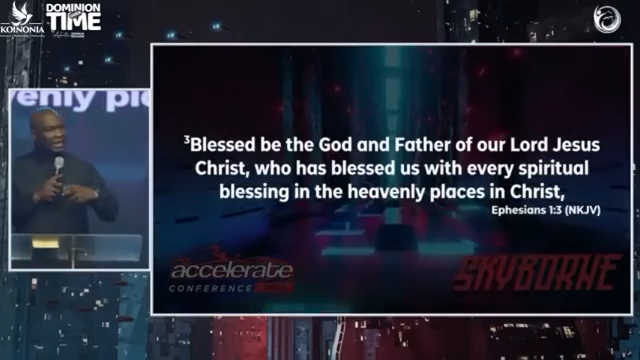 KOINONIA
DOMINION
TIME
venly pl
³Blessed be the God and Father of our Lord Jesus
Christ, who has blessed us with every spiritual
blessing in the heavenly places in Christ,
Ephesians 1:3 (NKJV)
accelerate
CONFERENCE
SKYBORNE